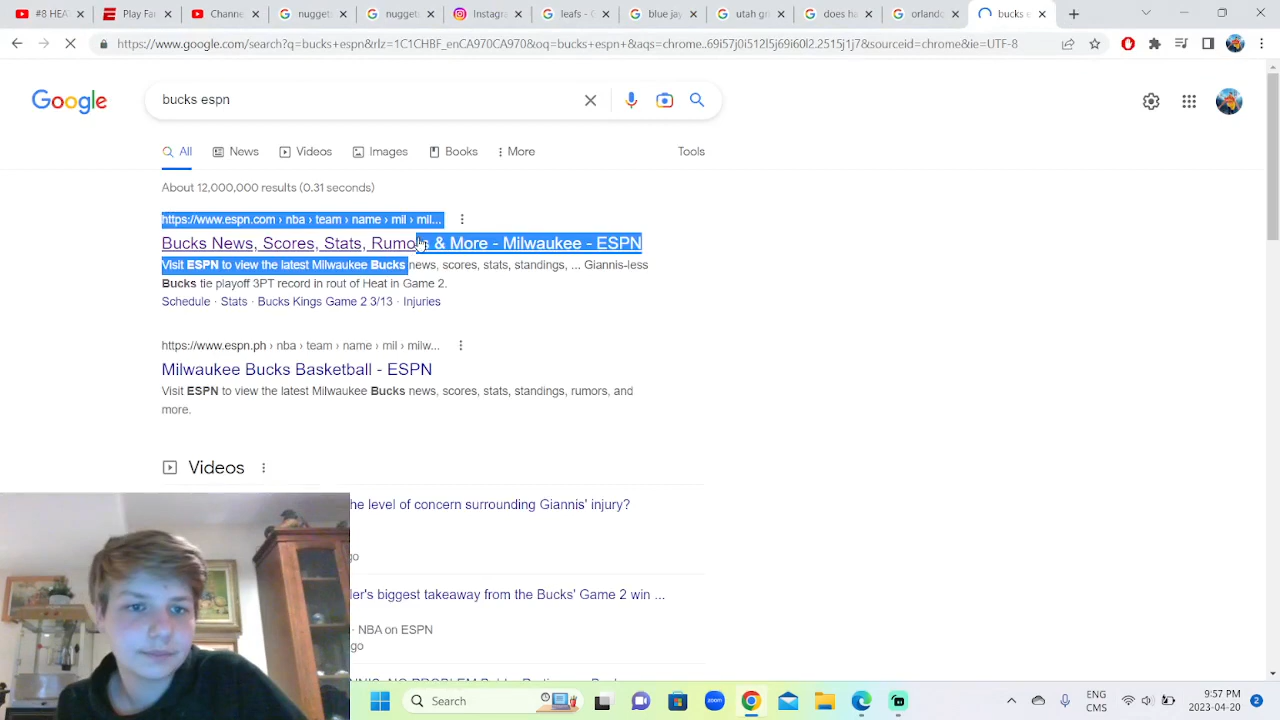 #8 HEA
Instagr
leafs - G
blue jay
utah gr
does ha
orlando
bucks e
https://www.google.com/search?q=bucks+espn&rlz=1C1CHBF_enCA970CA970&oq=bucks+espn+&aqs=chrome..69i57j0i512l5j69i60l2.2515j1j7&sourceid=chrome&ie=UTF-8
Google
bucks espn
All
News
Videos
Images
Books
More
Tools
About 12,000,000 results (0.31 seconds)
https://www.espn.com › nba › team › name › mil › mil...
Bucks News, Scores, Stats, Rumors & More - Milwaukee - ESPN
Visit ESPN to view the latest Milwaukee Bucks news, scores, stats, standings, ... Giannis-less
Bucks tie playoff 3PT record in rout of Heat in Game 2.
Schedule · Stats · Bucks Kings Game 2 3/13 · Injuries
https://www.espn.ph › nba › team › name › mil › milw...
Milwaukee Bucks Basketball - ESPN
Visit ESPN to view the latest Milwaukee Bucks news, scores, stats, standings, rumors, and
more.
Videos
he level of concern surrounding Giannis' injury?
go
ler's biggest takeaway from the Bucks' Game 2 win ...
· NBA on ESPN
go
Search
zoom
ENG
CMS
9:57 PM
2023-04-20
2